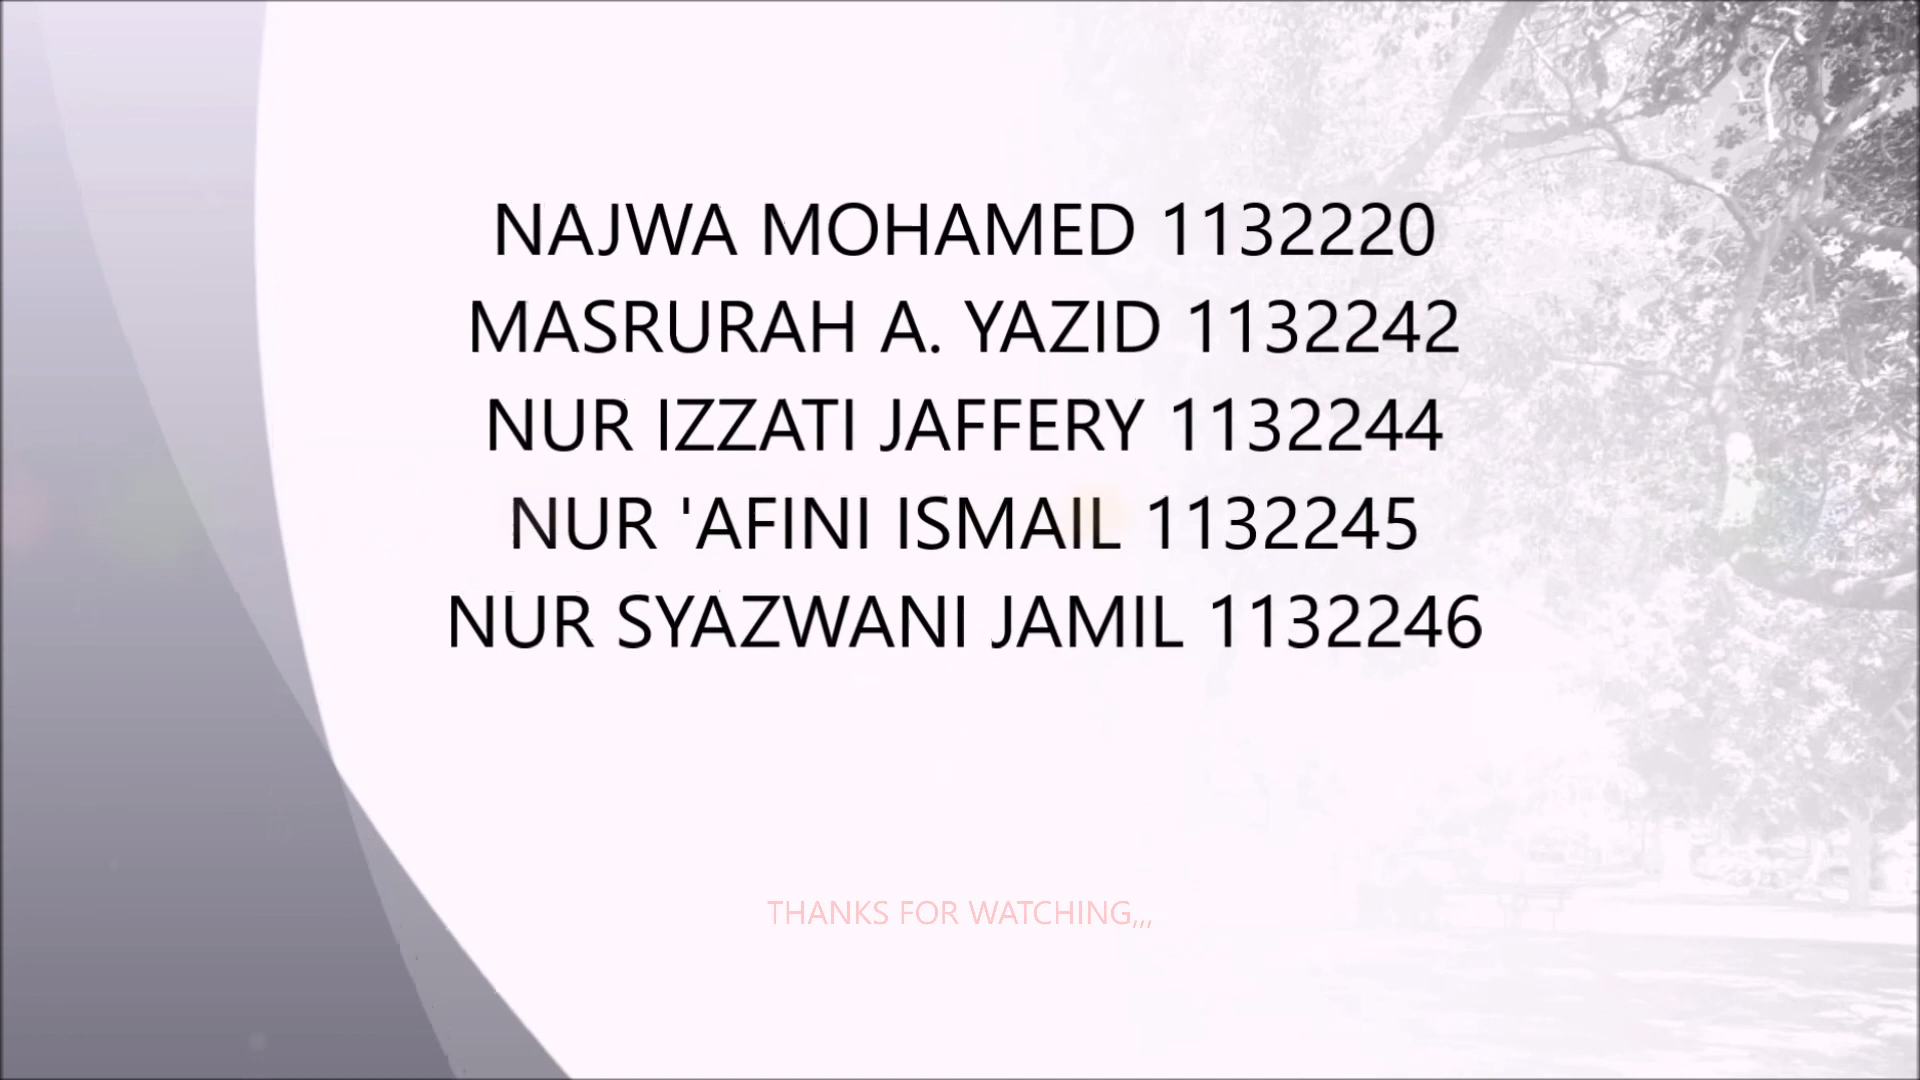 NAJWA MOHAMED 1132220
MASRURAH A. YAZID 1132242
NUR IZZATI JAFFERY 1132244
NUR 'AFINI ISMAIL 1132245
NUR SYAZWANI JAMIL 1132246
THANKS FOR WATCHING,,,